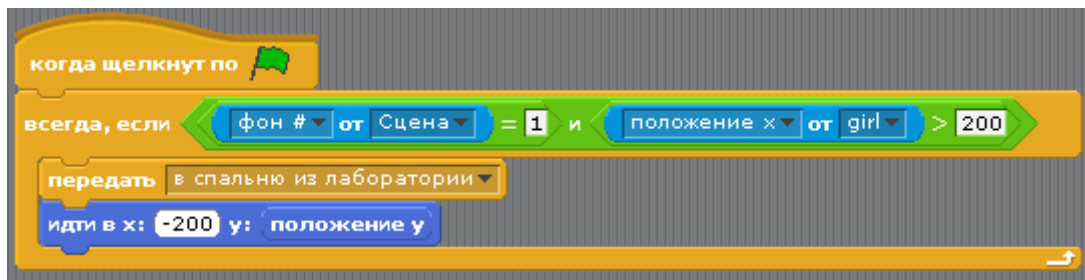 когда щелкнут по
всегда, если фон # от Сцена = 1 и положение x от girl > 200
передать в спальню из лаборатории
идти в x: -200 y: положение y